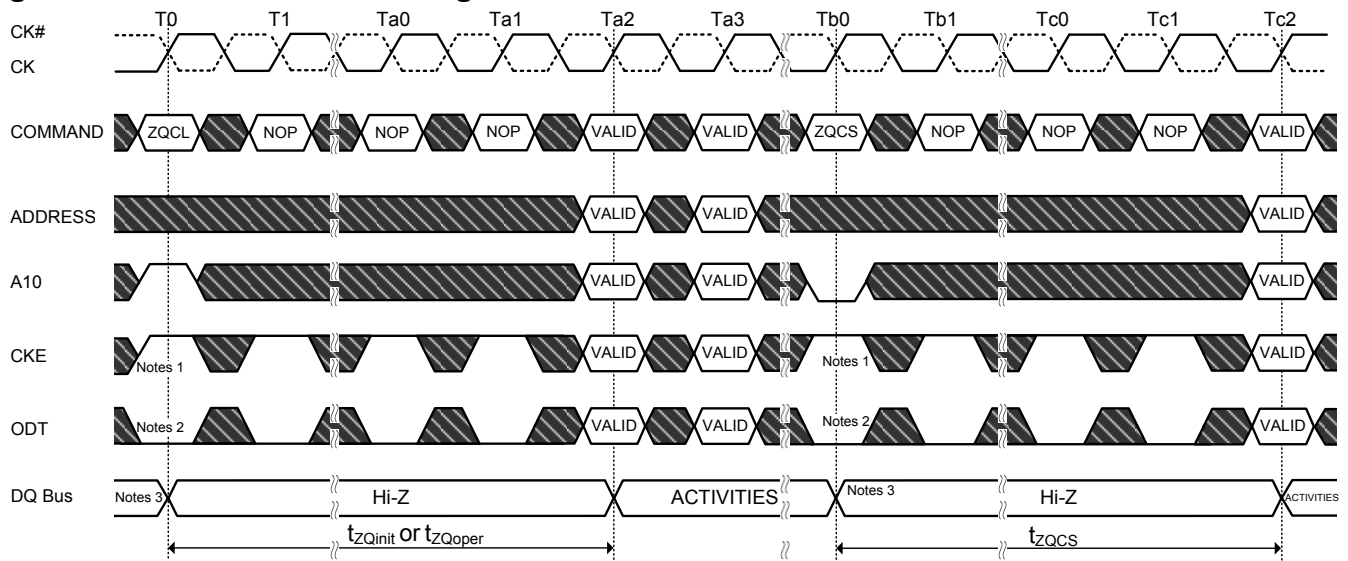 T0 T1 Ta0 Ta1 Ta2 Ta3 Tb0 Tb1 Tc0 Tc1 Tc2
CK#
CK
COMMAND ZQCL NOP NOP NOP VALID VALID ZQCS NOP NOP NOP VALID
ADDRESS VALID VALID VALID
A10 VALID VALID VALID
CKE Notes 1 VALID VALID Notes 1 VALID
ODT Notes 2 VALID VALID Notes 2 VALID
DQ Bus Notes 3 Hi-Z ACTIVITIES Notes 3 Hi-Z ACTIVITIES
tZQinit or tZQoper tZQCS